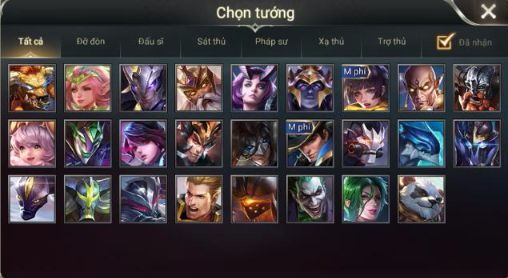 Chọn tướng
Tất cả Đỡ đòn Đấu sĩ Sát thủ Pháp sư Xạ thủ Trợ thủ Đã nhận
M phí
M phí